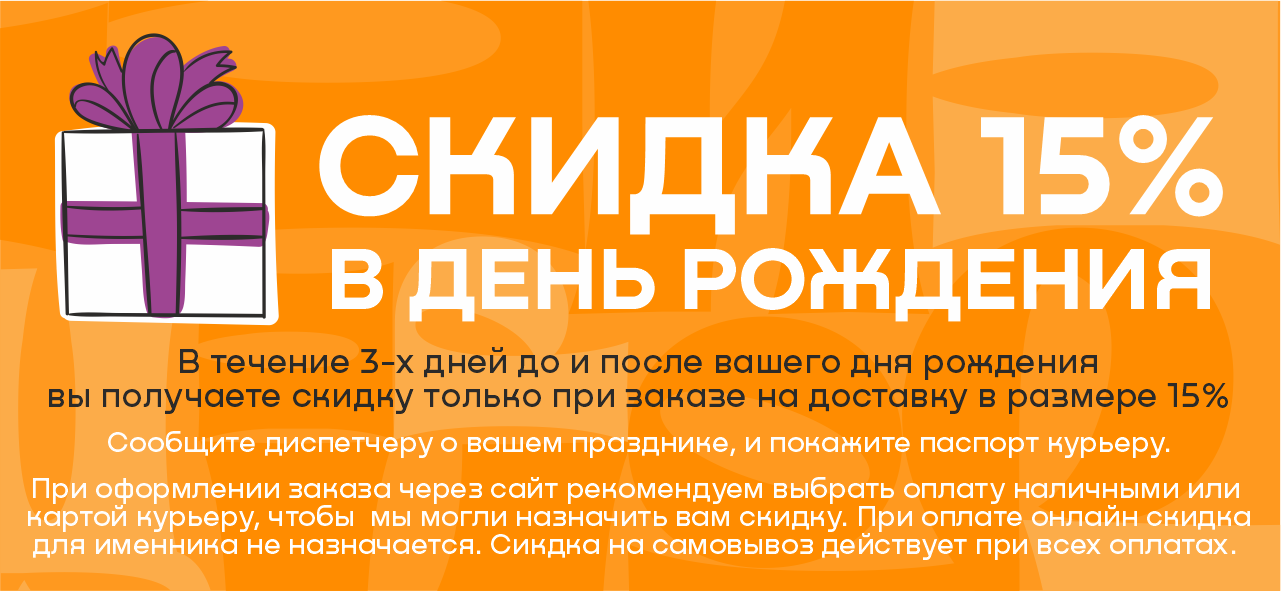 СКИДКА 15%
В ДЕНЬ РОЖДЕНИЯ
В течение 3-х дней до и после вашего дня рождения
вы получаете скидку только при заказе на доставку в размере 15%
Сообщите диспетчеру о вашем празднике, и покажите паспорт курьеру.
При оформлении заказа через сайт рекомендуем выбрать оплату наличными или
картой курьеру, чтобы  мы могли назначить вам скидку. При оплате онлайн скидка
для именника не назначается. Сикдка на самовывоз действует при всех оплатах.